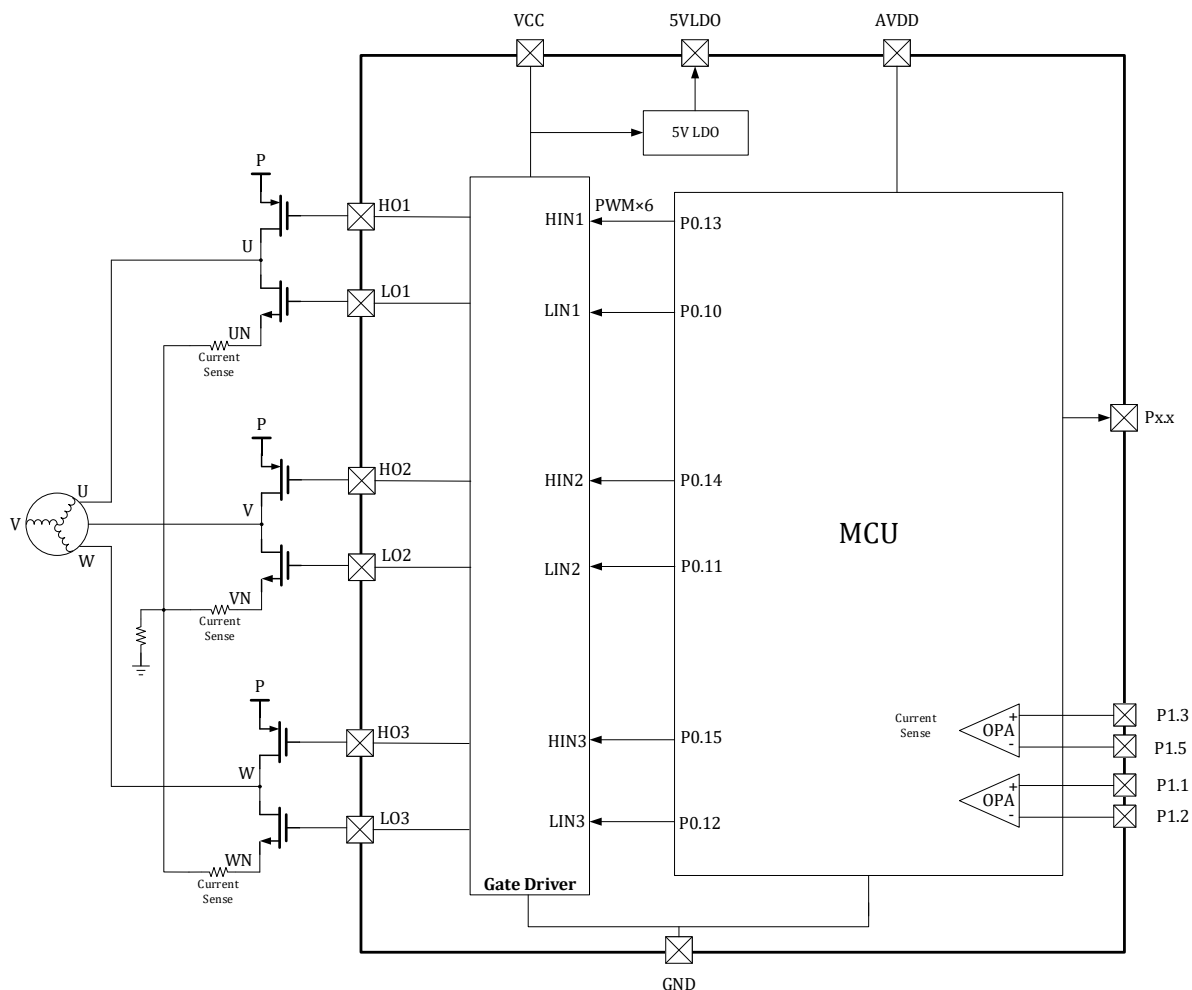 VCC
5VLDO
AVDD
5V LDO
P
HO1
HIN1
PWM×6
P0.13
U
LO1
LIN1
P0.10
UN
Current
Sense
Px.x
P
HO2
HIN2
P0.14
U
V
V
W
MCU
LO2
LIN2
P0.11
VN
Current
Sense
P
HO3
HIN3
P0.15
Current
Sense
+
OPA
-
P1.3
P1.5
W
+
OPA
-
P1.1
P1.2
LO3
LIN3
P0.12
WN
Current
Sense
Gate Driver
GND